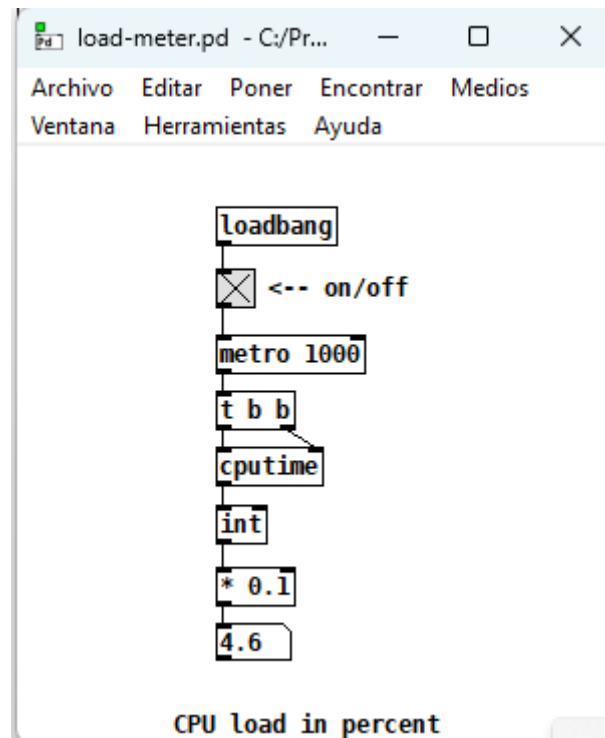 Pd load-meter.pd - C:/Pr...
Archivo Editar Poner Encontrar Medios
Ventana Herramientas Ayuda
loadbang
<-- on/off
metro 1000
t b b
cputime
int
* 0.1
4.6
CPU load in percent